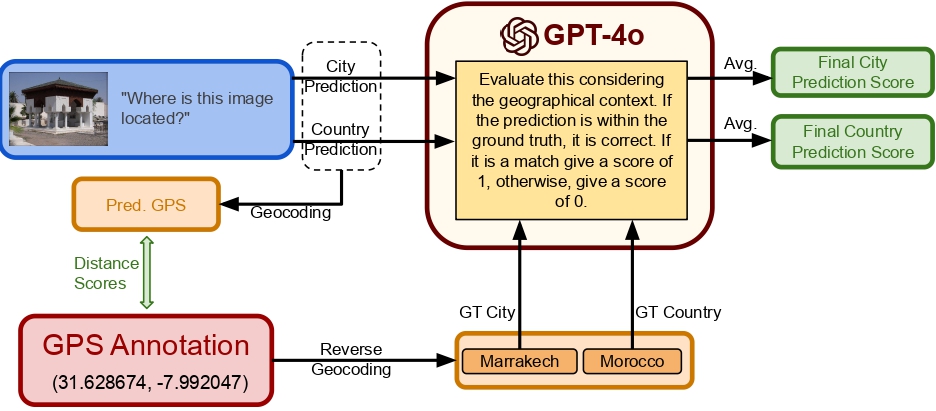 "Where is this image
located?"
City
Prediction
Country
Prediction
GPT-4o
Evaluate this considering
the geographical context. If
the prediction is within the
ground truth, it is correct. If
it is a match give a score of
1, otherwise, give a score
of 0.
Avg.
Final City
Prediction Score
Avg.
Final Country
Prediction Score
Pred. GPS
Geocoding
Distance
Scores
GPS Annotation
(31.628674, -7.992047)
Reverse
Geocoding
GT City
GT Country
Marrakech
Morocco